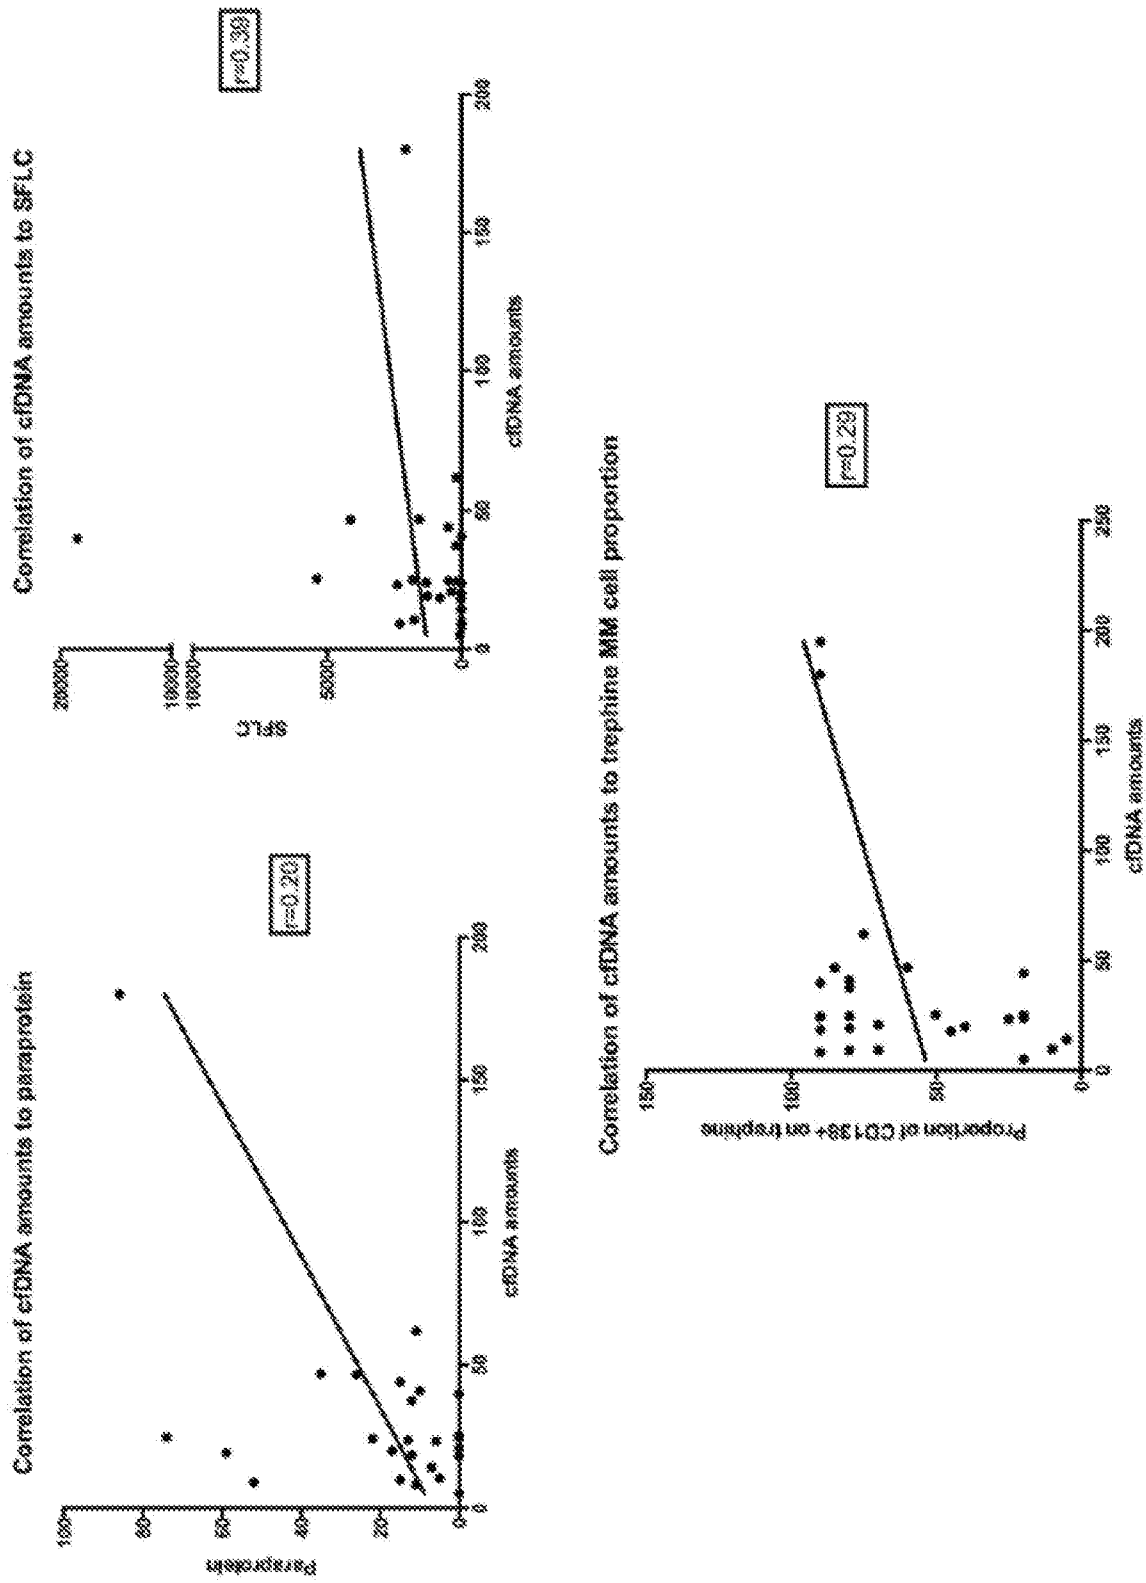 Correlation of cfDNA amounts to paraprotein
Paraprotein
100
80
60
40
20
0
0
50
100
150
200
cfDNA amounts
r=0.20
Correlation of cfDNA amounts to SFLC
SFLC
20000
10000
5000
0
0
50
100
150
200
cfDNA amounts
Correlation of cfDNA amounts to trephine MM cell proportion
Proportion of CD138+ on trephine
150
100
50
0
0
50
100
150
200
250
cfDNA amounts
r=0.29